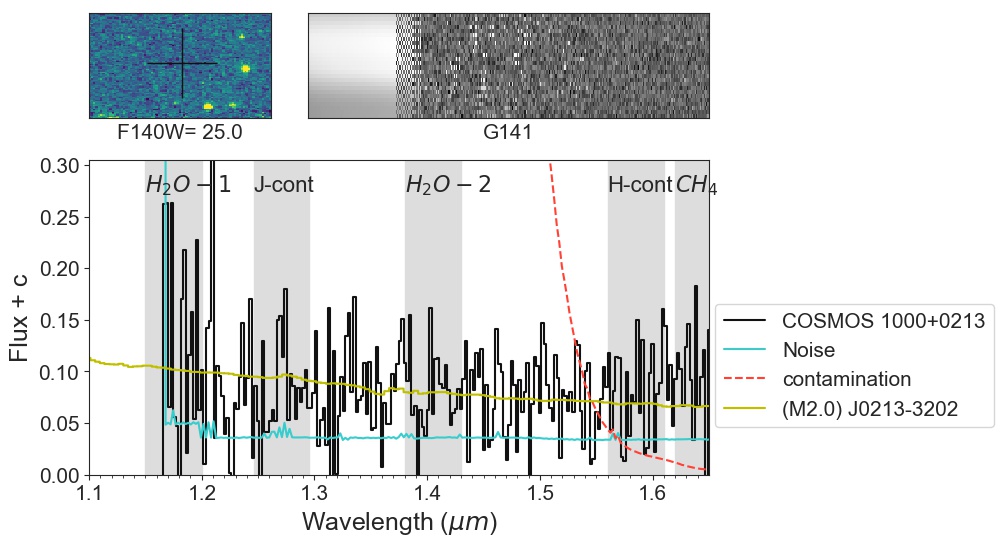 F140W= 25.0
G141
H₂O − 1
J-cont
H₂O − 2
H-cont
CH₄
0.30
0.25
0.20
0.15
0.10
0.05
0.00
Flux + c
1.1
1.2
1.3
1.4
1.5
1.6
Wavelength (μm)
COSMOS 1000+0213
Noise
contamination
(M2.0) J0213-3202